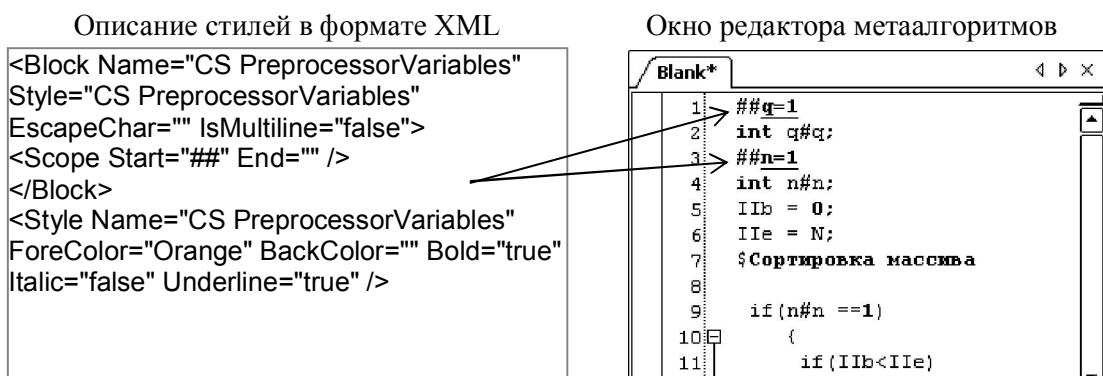 Описание стилей в формате XML
<Block Name="CS PreprocessorVariables"
Style="CS PreprocessorVariables"
EscapeChar="" IsMultiline="false">
<Scope Start="##" End="" />
</Block>
<Style Name="CS PreprocessorVariables"
ForeColor="Orange" BackColor="" Bold="true"
Italic="false" Underline="true" />
Окно редактора метаалгоритмов
Blank*
1 ##q=1
2 int q#q;
3 ##n=1
4 int n#n;
5 IIb = 0;
6 IIe = N;
7 $Сортировка массива
8
9 if(n#n ==1)
10 {
11 if(IIb<IIe)